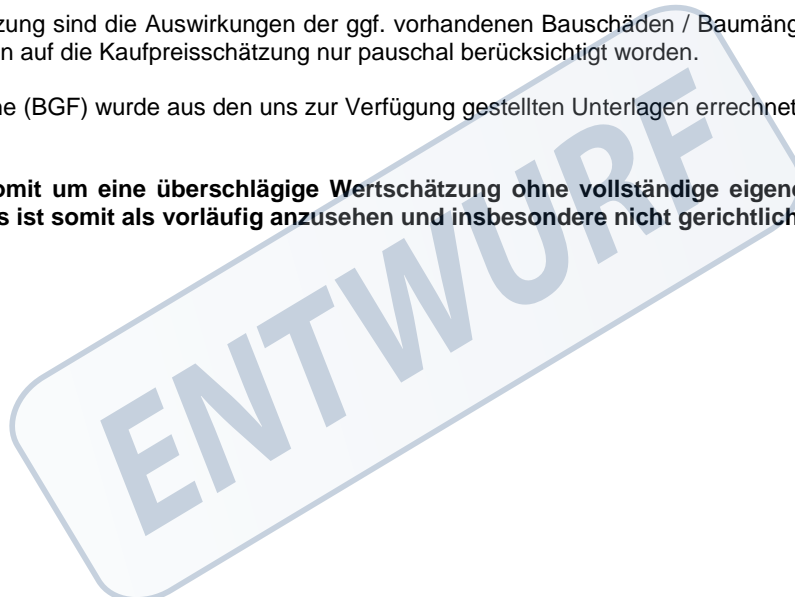 zung sind die Auswirkungen der ggf. vorhandenen Bauschäden / Baumäng
n auf die Kaufpreisschätzung nur pauschal berücksichtigt worden.
ne (BGF) wurde aus den uns zur Verfügung gestellten Unterlagen errechnet
omit um eine überschlägige Wertschätzung ohne vollständige eigene
s ist somit als vorläufig anzusehen und insbesondere nicht gerichtlich
ENTWURF